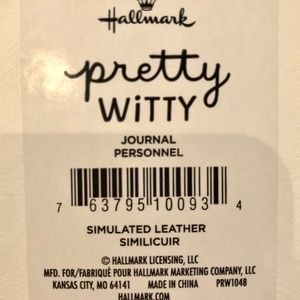 Hallmark
pretty
WiTTY
JOURNAL
PERSONNEL
7 63795 10093 4
SIMULATED LEATHER
SIMILICUIR
© HALLMARK LICENSING, LLC
MFD. FOR/FABRIQUÉ POUR HALLMARK MARKETING COMPANY, LLC
KANSAS CITY, MO 64141 MADE IN CHINA PRW1048
HALLMARK.COM